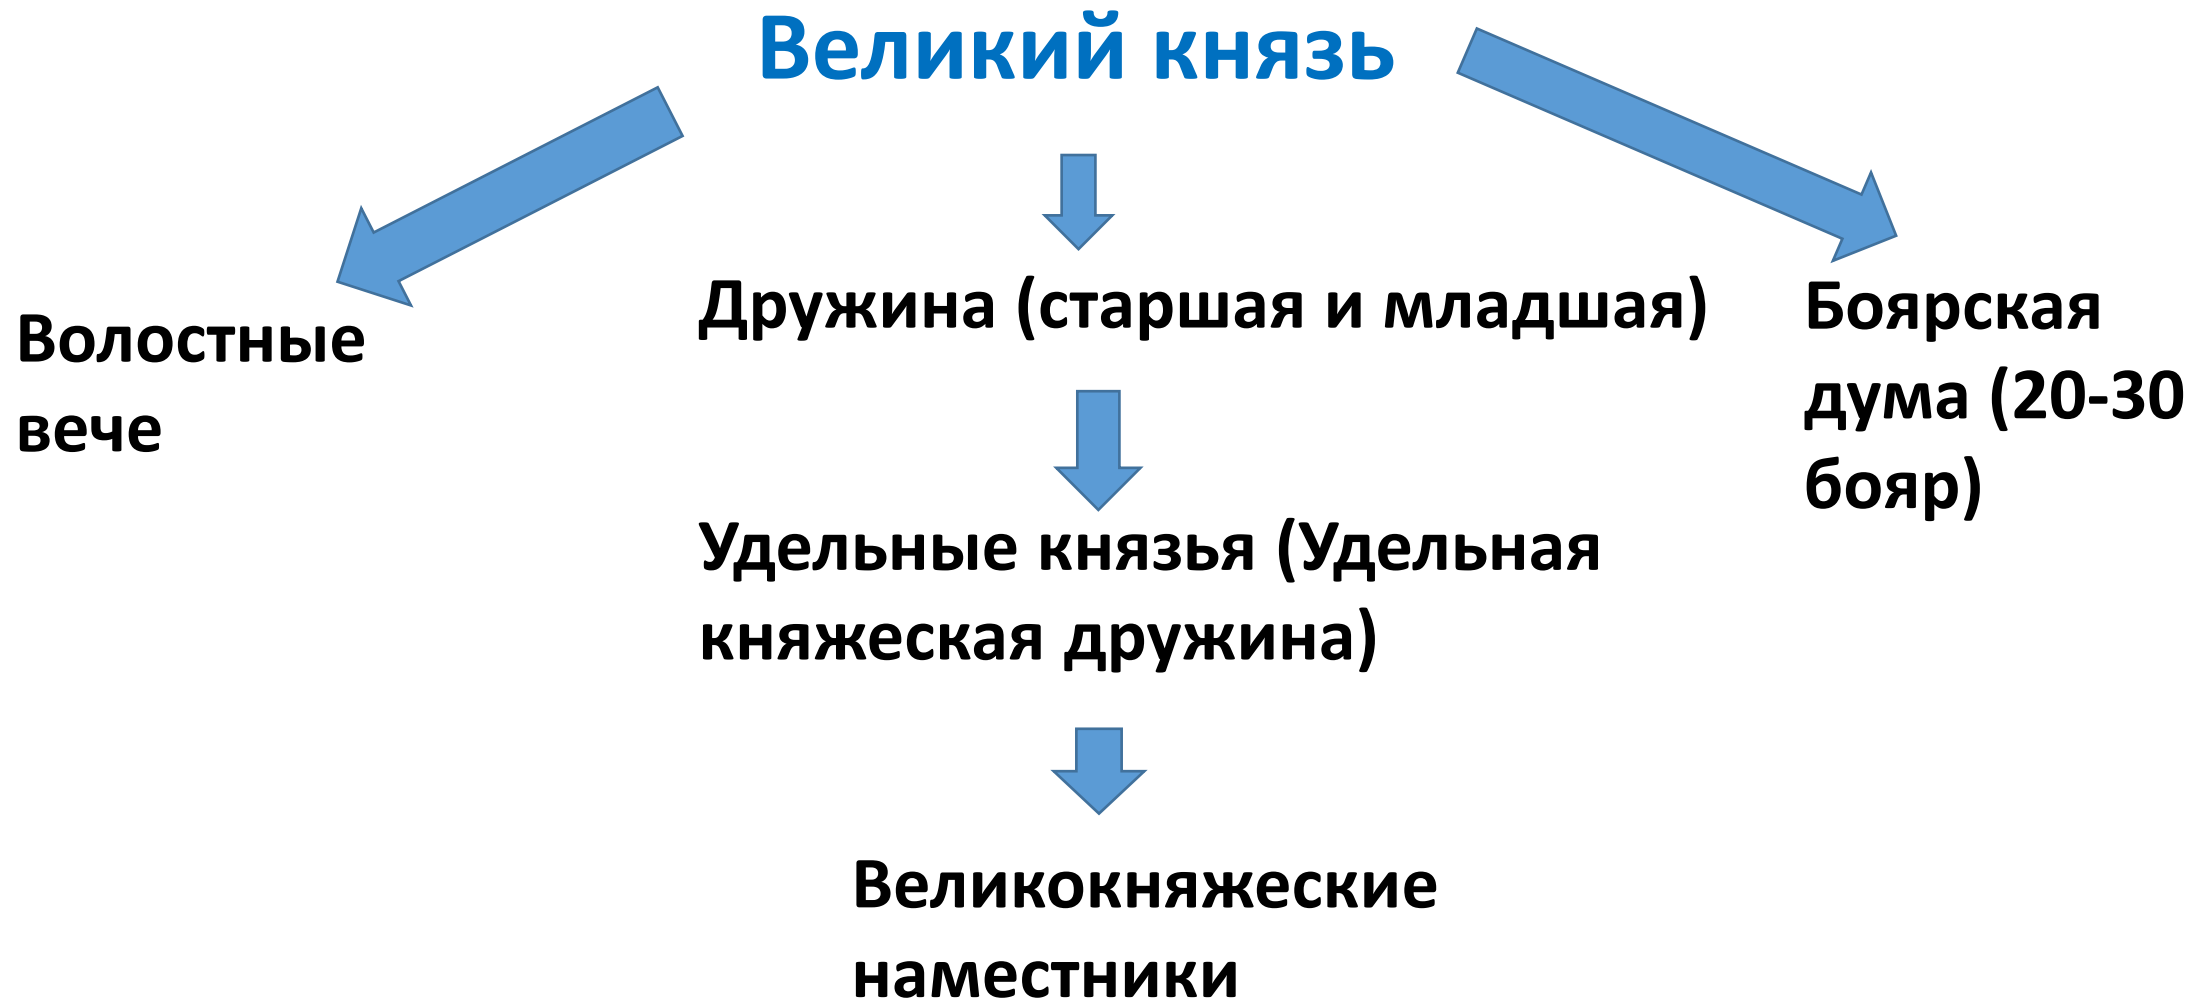 Великий князь
Волостные
вече
Дружина (старшая и младшая)
Удельные князья (Удельная
княжеская дружина)
Великокняжеские
наместники
Боярская
дума (20-30
бояр)